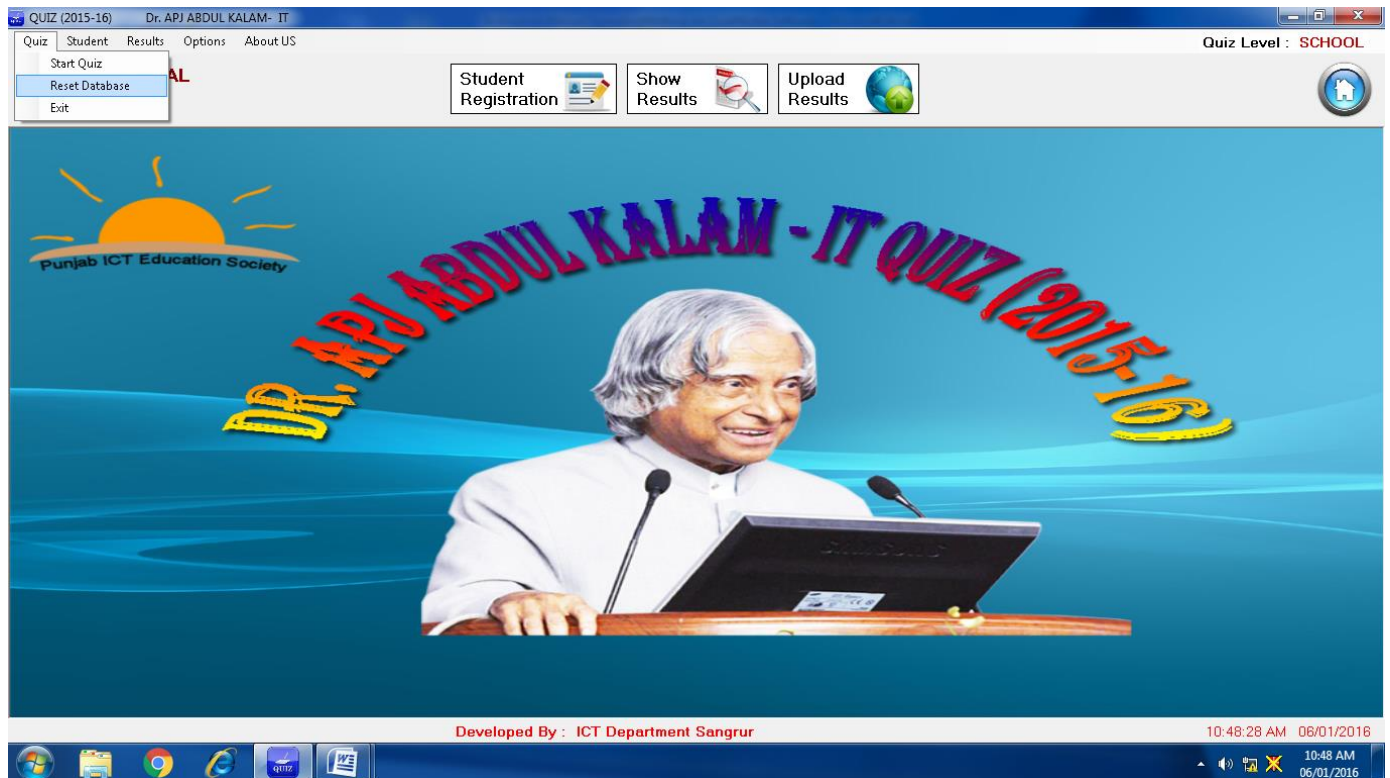 QUIZ (2015-16) Dr. APJ ABDUL KALAM- IT
Quiz Student Results Options About US
Quiz Level : SCHOOL
Start Quiz
Reset Database
Exit
AL
Student
Registration
Show
Results
Upload
Results
Punjab ICT Education Society
DR. APJ ABDUL KALAM - IT QUIZ (2015-16)
SAMSUNG
Developed By : ICT Department Sangrur
10:48:28 AM 06/01/2016
QUIZ
10:48 AM
06/01/2016